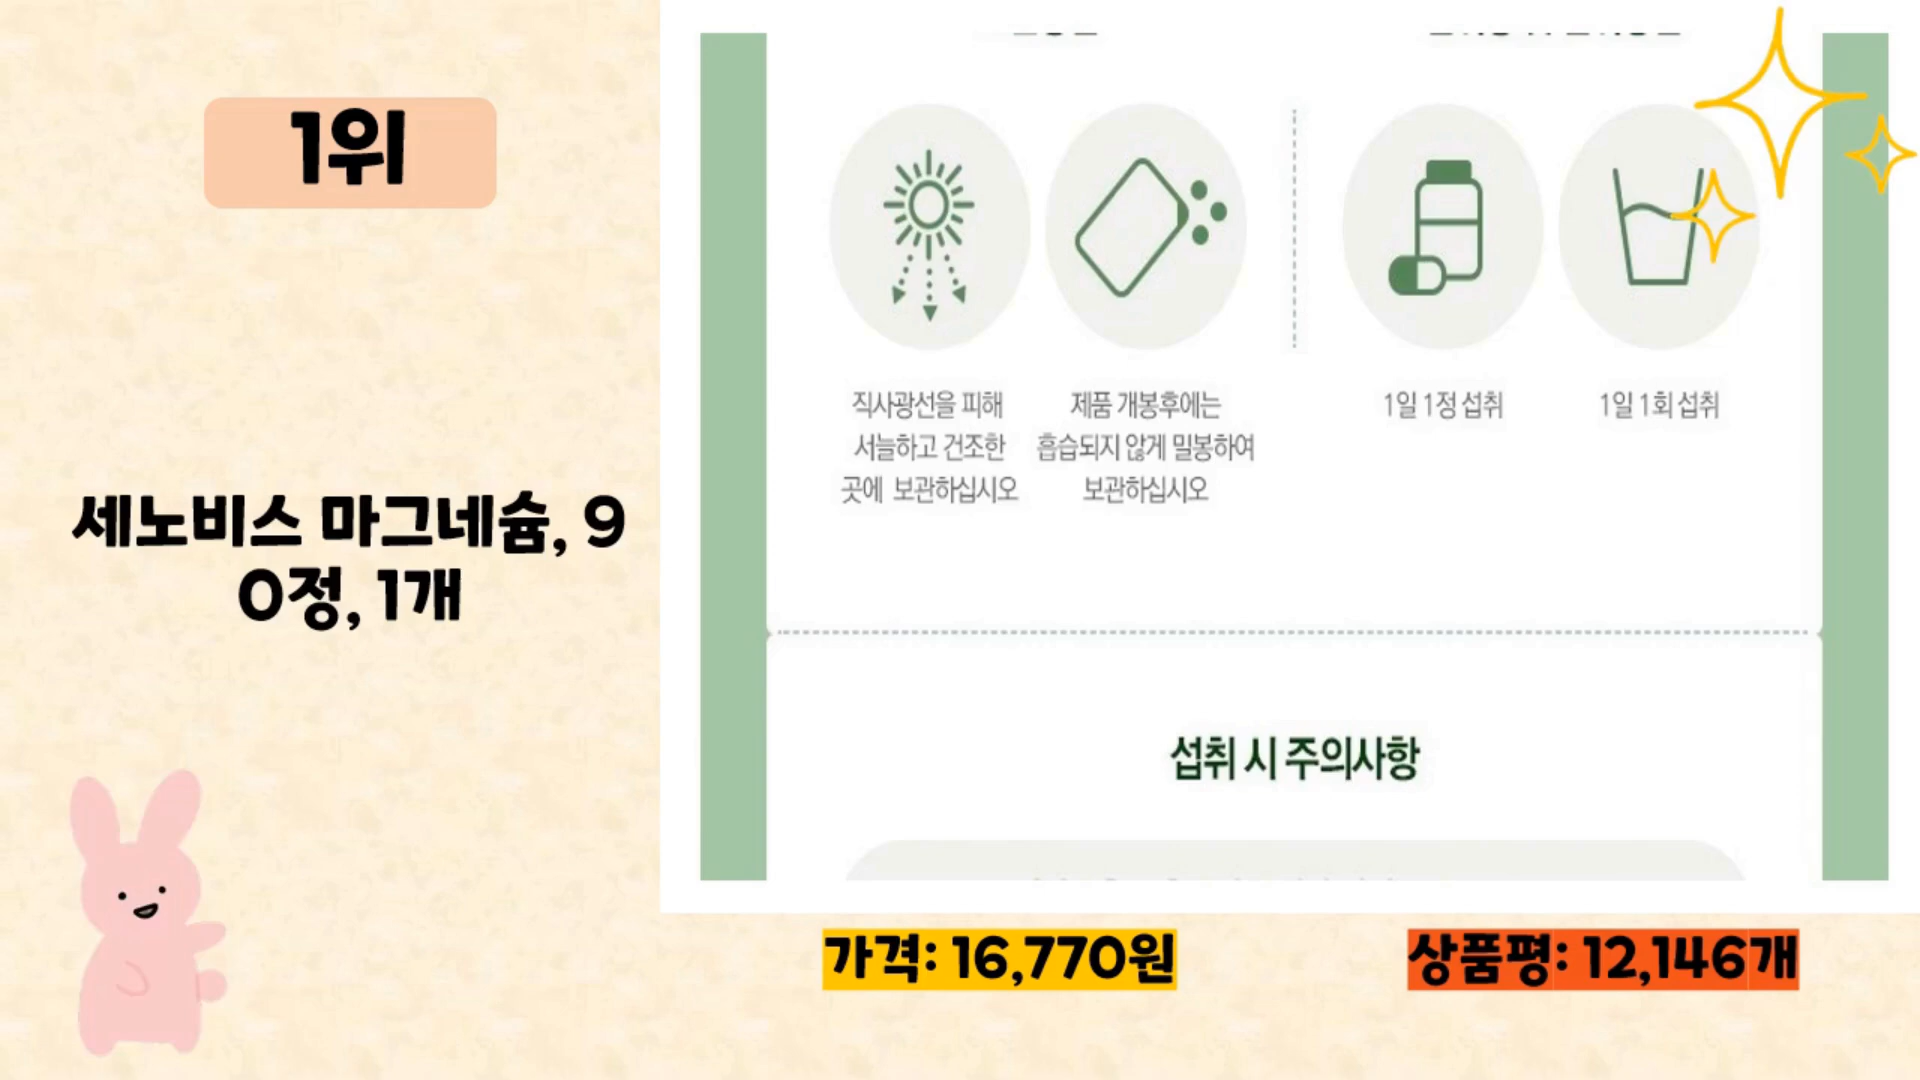 1위
세노비스 마그네슘, 9
0정, 1개
직사광선을 피해
서늘하고 건조한
곳에 보관하십시오
제품 개봉후에는
흡습되지 않게 밀봉하여
보관하십시오
1일 1정 섭취
1일 1회 섭취
섭취 시 주의사항
가격: 16,770원
상품평: 12,146개